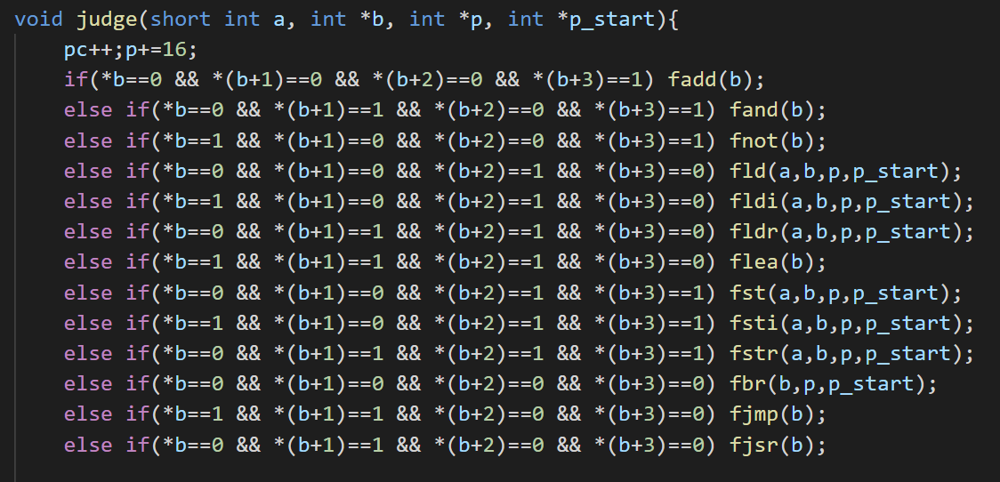 void judge(short int a, int *b, int *p, int *p_start){
    pc++;p+=16;
    if(*b==0 && *(b+1)==0 && *(b+2)==0 && *(b+3)==1) fadd(b);
    else if(*b==0 && *(b+1)==1 && *(b+2)==0 && *(b+3)==1) fand(b);
    else if(*b==1 && *(b+1)==0 && *(b+2)==0 && *(b+3)==1) fnot(b);
    else if(*b==0 && *(b+1)==0 && *(b+2)==1 && *(b+3)==0) fld(a,b,p,p_start);
    else if(*b==1 && *(b+1)==0 && *(b+2)==1 && *(b+3)==0) fldi(a,b,p,p_start);
    else if(*b==0 && *(b+1)==1 && *(b+2)==1 && *(b+3)==0) fldr(a,b,p,p_start);
    else if(*b==1 && *(b+1)==1 && *(b+2)==1 && *(b+3)==0) flea(b);
    else if(*b==0 && *(b+1)==0 && *(b+2)==1 && *(b+3)==1) fst(a,b,p,p_start);
    else if(*b==1 && *(b+1)==0 && *(b+2)==1 && *(b+3)==1) fsti(a,b,p,p_start);
    else if(*b==0 && *(b+1)==1 && *(b+2)==1 && *(b+3)==1) fstr(a,b,p,p_start);
    else if(*b==0 && *(b+1)==0 && *(b+2)==0 && *(b+3)==0) fbr(b,p,p_start);
    else if(*b==1 && *(b+1)==1 && *(b+2)==0 && *(b+3)==0) fjmp(b);
    else if(*b==0 && *(b+1)==1 && *(b+2)==0 && *(b+3)==0) fjsr(b);